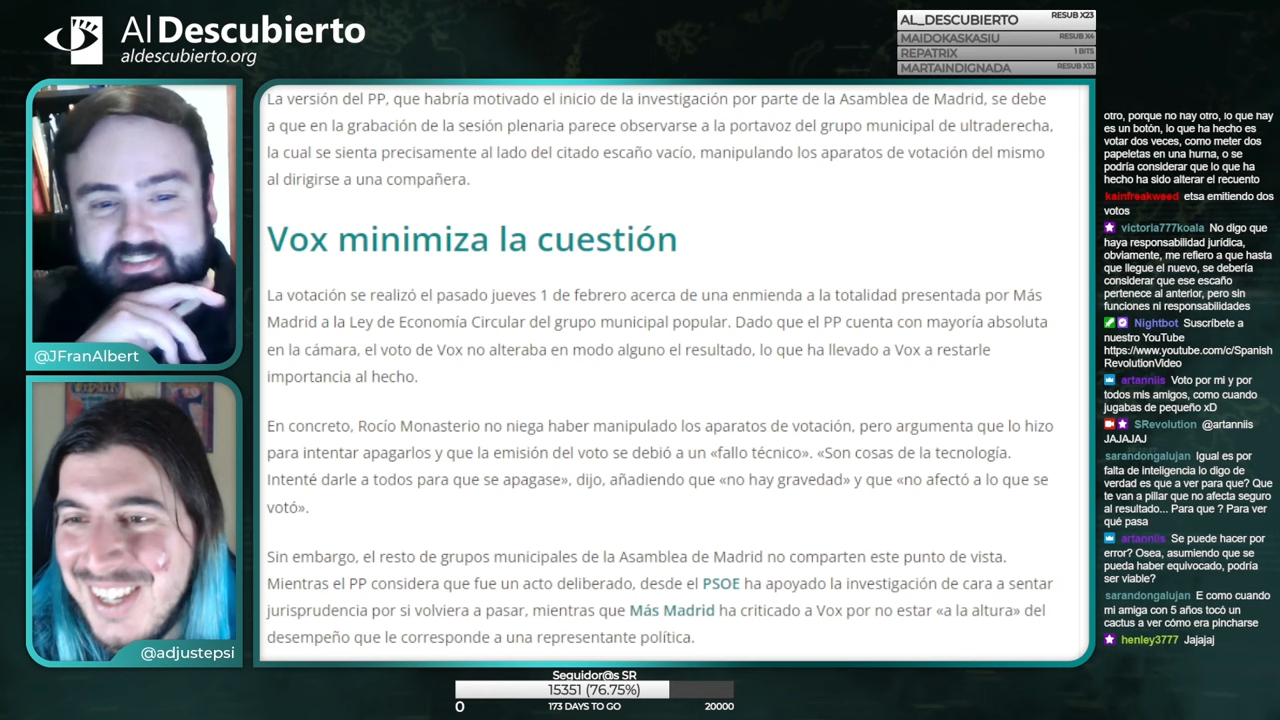 Al Descubierto
aldescubierto.org
AL_DESCUBIERTO RESUB X23
MAIDOKASKASIU RESUB X4
REPATRIX 1 BITS
MARTAINDIGNADA RESUB X13
@JFranAlbert
@adjustepsi
La versión del PP, que habría motivado el inicio de la investigación por parte de la Asamblea de Madrid, se debe
a que en la grabación de la sesión plenaria parece observarse a la portavoz del grupo municipal de ultraderecha,
la cual se sienta precisamente al lado del citado escaño vacío, manipulando los aparatos de votación del mismo
al dirigirse a una compañera.
Vox minimiza la cuestión
La votación se realizó el pasado jueves 1 de febrero acerca de una enmienda a la totalidad presentada por Más
Madrid a la Ley de Economía Circular del grupo municipal popular. Dado que el PP cuenta con mayoría absoluta
en la cámara, el voto de Vox no alteraba en modo alguno el resultado, lo que ha llevado a Vox a restarle
importancia al hecho.
En concreto, Rocío Monasterio no niega haber manipulado los aparatos de votación, pero argumenta que lo hizo
para intentar apagarlos y que la emisión del voto se debió a un «fallo técnico». «Son cosas de la tecnología.
Intenté darle a todos para que se apagase», dijo, añadiendo que «no hay gravedad» y que «no afectó a lo que se
votó».
Sin embargo, el resto de grupos municipales de la Asamblea de Madrid no comparten este punto de vista.
Mientras el PP considera que fue un acto deliberado, desde el PSOE ha apoyado la investigación de cara a sentar
jurisprudencia por si volviera a pasar, mientras que Más Madrid ha criticado a Vox por no estar «a la altura» del
desempeño que le corresponde a una representante política.
otro, porque no hay otro, lo que hay
es un botón, lo que ha hecho es
votar dos veces, como meter dos
papeletas en una hurna, o se
podría considerar que lo que ha
hecho ha sido alterar el recuento
kainfreakweed etsa emitiendo dos
votos
victoria777koala No digo que
haya responsabilidad jurídica,
obviamente, me refiero a que hasta
que llegue el nuevo, se debería
considerar que ese escaño
pertenece al anterior, pero sin
funciones ni responsabilidades
Nightbot Suscríbete a
nuestro YouTube
https://www.youtube.com/c/Spanish
RevolutionVideo
artanniis Voto por mi y por
todos mis amigos, como cuando
jugabas de pequeño xD
SRevolution @artanniis
JAJAJAJ
sarandongalujan Igual es por
falta de inteligencia lo digo de
verdad es que a ver para que? Que
te van a pillar que no afecta seguro
al resultado... Para que ? Para ver
qué pasa
artanniis Se puede hacer por
error? Osea, asumiendo que se
pueda haber equivocado, podría
ser viable?
sarandongalujan E como cuando
mi amiga con 5 años tocó un
cactus a ver cómo era pincharse
henley3777 Jajajaj
Seguidor@s SR
15351 (76.75%)
0 173 DAYS TO GO 20000